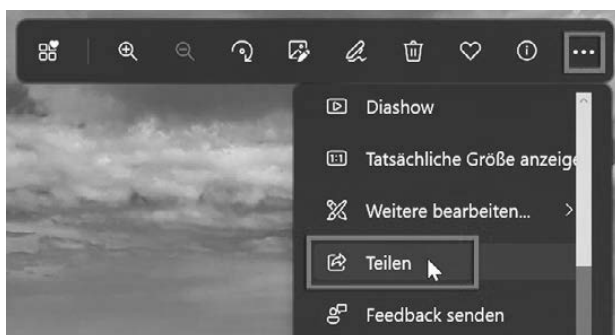 Diashow
Tatsächliche Größe anzeige
Weitere bearbeiten...
Teilen
Feedback senden